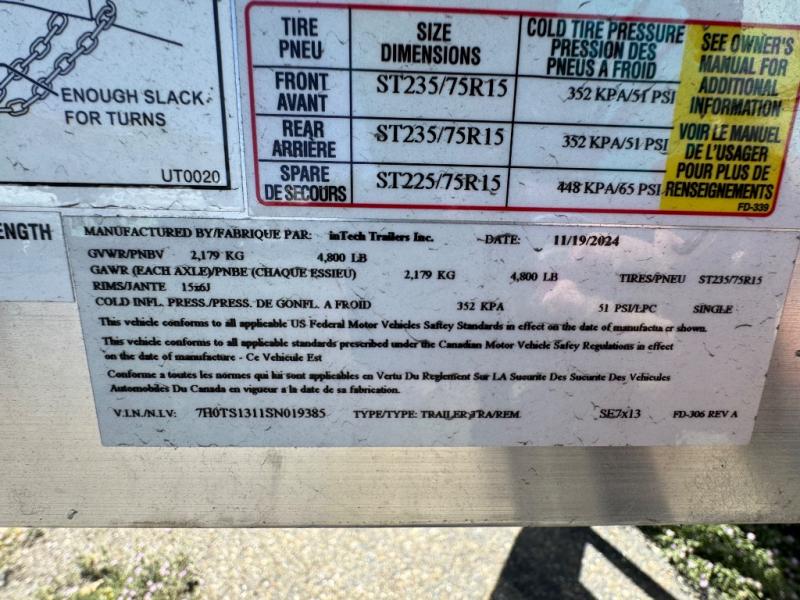 ENOUGH SLACK
FOR TURNS
UT0020
TIRE
PNEU
SIZE
DIMENSIONS
COLD TIRE PRESSURE
PRESSION DES
PNEUS A FROID
SEE OWNER'S
MANUAL FOR
ADDITIONAL
INFORMATION
VOIR LE MANUEL
DE L'USAGER
POUR PLUS DE
RENSEIGNEMENTS
FD-339
FRONT
AVANT
ST235/75R15
352 KPA/51 PSI
REAR
ARRIÈRE
ST235/75R15
352 KPA/51 PSI
SPARE
DE SECOURS
ST225/75R15
448 KPA/65 PSI
ENGTH
MANUFACTURED BY/FABRIQUE PAR: inTech Trailers Inc. DATE: 11/19/2024
GVWR/PNBV 2,179 KG 4,800 LB
GAWR (EACH AXLE)/PNBE (CHAQUE ESSIEU) 2,179 KG 4,800 LB TIRES/PNEU ST235/75R15
RIMS/JANTE 15x6J
COLD INFL. PRESS./PRESS. DE GONFL. A FROID 352 KPA 51 PSI/LPC SINGLE
This vehicle conforms to all applicable US Federal Motor Vehicles Saftey Standards in effect on the date of manufactua er shown.
This vehicle conforms to all applicable standards prescribed under the Canadian Motor Vehicle Safey Regulations in effect
on the date of manufacture - Ce Vehicule Est
Conforme a toutes les normes qui lui sont applicables en Vertu Du Reglement Sur LA Sueurite Des Sucurite Des Vehicules
Automobiles Du Canada en vigueur a la date de sa fabrication.
V.I.N./N.I.V: 7H0TS1311SN019385 TYPE/TYPE: TRAILER/TRA/REM. SE7x13 FD-306 REV A